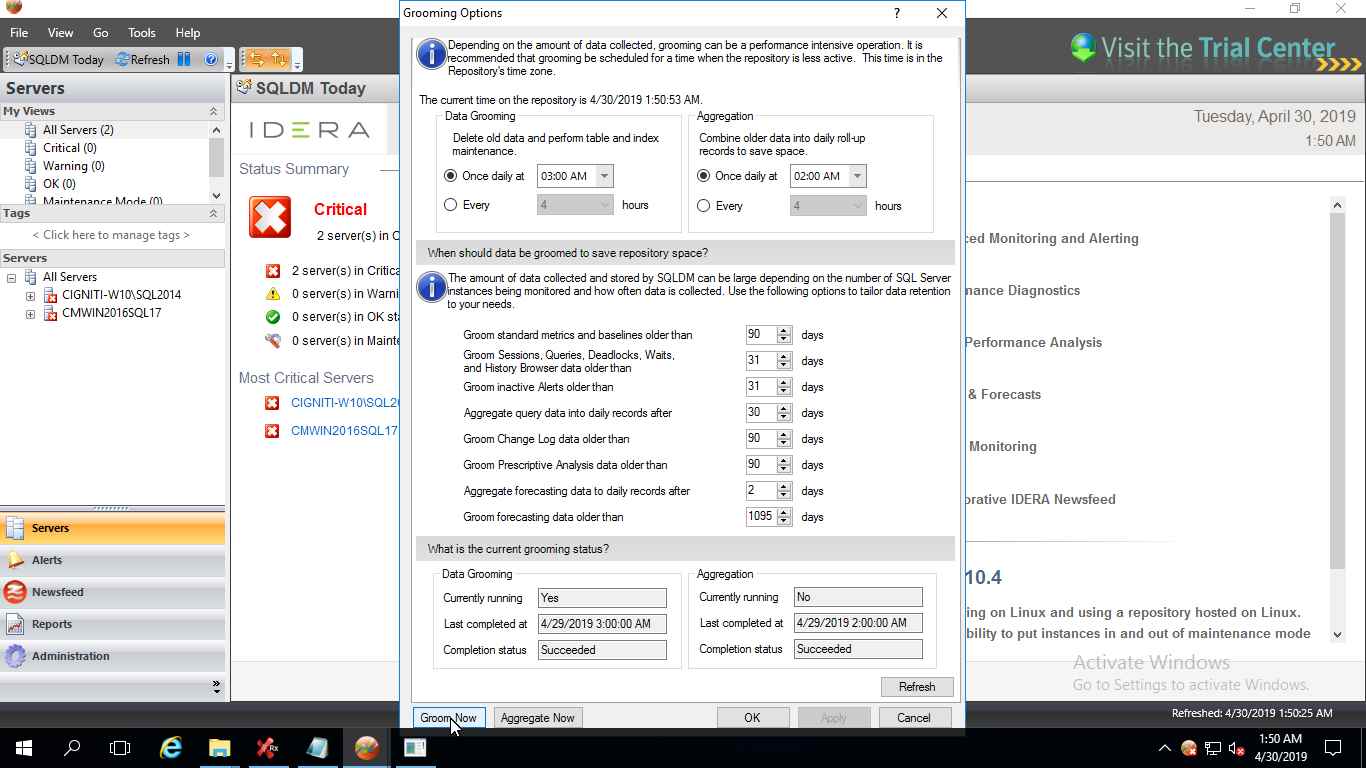 Grooming Options
?
File View Go Tools Help
SQLDM Today Refresh
Visit the Trial Center
Servers
My Views
All Servers (2)
Critical (0)
Warning (0)
OK (0)
Maintenance Mode (0)
Tags
< Click here to manage tags >
Servers
All Servers
CIGNITI-W10\SQL2014
CMWIN2016SQL17
Servers
Alerts
Newsfeed
Reports
Administration
SQLDM Today
IDERA
Status Summary
Critical
2 server(s) in C
2 server(s) in Critica
0 server(s) in Warni
0 server(s) in OK sta
0 server(s) in Mainte
Most Critical Servers
CIGNITI-W10\SQL20
CMWIN2016SQL17
Depending on the amount of data collected, grooming can be a performance intensive operation. It is
recommended that grooming be scheduled for a time when the repository is less active. This time is in the
Repository's time zone.
The current time on the repository is 4/30/2019 1:50:53 AM.
Data Grooming
Delete old data and perform table and index
maintenance.
Once daily at 03:00 AM
Every 4 hours
Aggregation
Combine older data into daily roll-up
records to save space.
Once daily at 02:00 AM
Every 4 hours
When should data be groomed to save repository space?
The amount of data collected and stored by SQLDM can be large depending on the number of SQL Server
instances being monitored and how often data is collected. Use the following options to tailor data retention
to your needs.
Groom standard metrics and baselines older than 90 days
Groom Sessions, Queries, Deadlocks, Waits,
and History Browser data older than 31 days
Groom inactive Alerts older than 31 days
Aggregate query data into daily records after 30 days
Groom Change Log data older than 90 days
Groom Prescriptive Analysis data older than 90 days
Aggregate forecasting data to daily records after 2 days
Groom forecasting data older than 1095 days
What is the current grooming status?
Data Grooming
Currently running Yes
Last completed at 4/29/2019 3:00:00 AM
Completion status Succeeded
Aggregation
Currently running No
Last completed at 4/29/2019 2:00:00 AM
Completion status Succeeded
Refresh
Groom Now Aggregate Now OK Apply Cancel
Tuesday, April 30, 2019
1:50 AM
ced Monitoring and Alerting
nance Diagnostics
Performance Analysis
& Forecasts
Monitoring
orative IDERA Newsfeed
10.4
ing on Linux and using a repository hosted on Linux.
bility to put instances in and out of maintenance mode
Activate Windows
Go to Settings to activate Windows.
Refreshed: 4/30/2019 1:50:25 AM
1:50 AM
4/30/2019